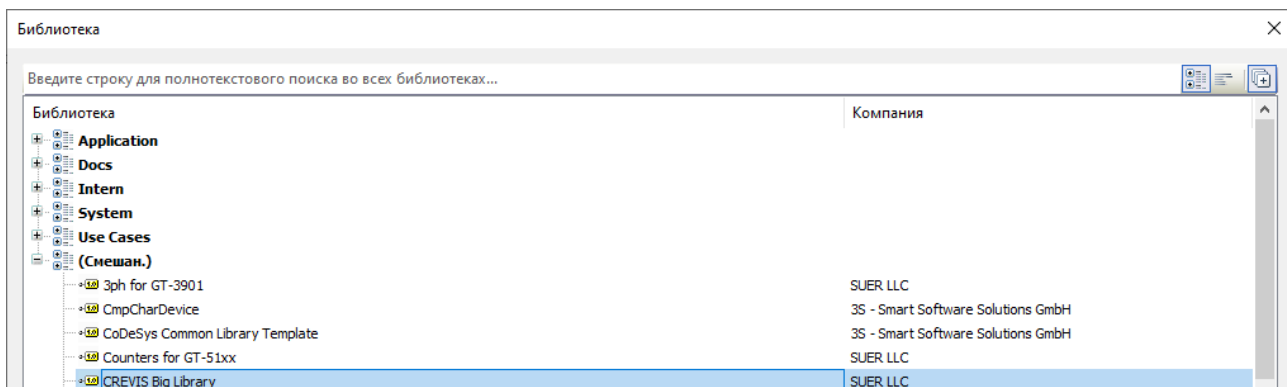 Библиотека
Введите строку для полнотекстового поиска во всех библиотеках...
Библиотека Компания
Application
Docs
Intern
System
Use Cases
(Смешан.)
3ph for GT-3901 SUER LLC
CmpCharDevice 3S - Smart Software Solutions GmbH
CoDeSys Common Library Template 3S - Smart Software Solutions GmbH
Counters for GT-51xx SUER LLC
CREVIS Big Library SUER LLC